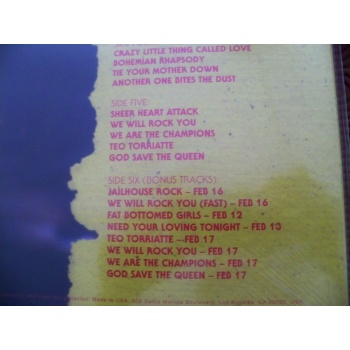 CRAZY LITTLE THING CALLED LOVE
BOHEMIAN RHAPSODY
TIE YOUR MOTHER DOWN
ANOTHER ONE BITES THE DUST
SIDE FIVE:
SHEER HEART ATTACK
WE WILL ROCK YOU
WE ARE THE CHAMPIONS
TEO TORRIATTE
GOD SAVE THE QUEEN
SIDE SIX (BONUS TRACKS):
JAILHOUSE ROCK – FEB 16
WE WILL ROCK YOU (FAST) – FEB 16
FAT BOTTOMED GIRLS – FEB 12
NEED YOUR LOVING TONIGHT – FEB 13
TEO TORRIATTE – FEB 17
WE WILL ROCK YOU – FEB 17
WE ARE THE CHAMPIONS – FEB 17
GOD SAVE THE QUEEN – FEB 17
Made in USA,